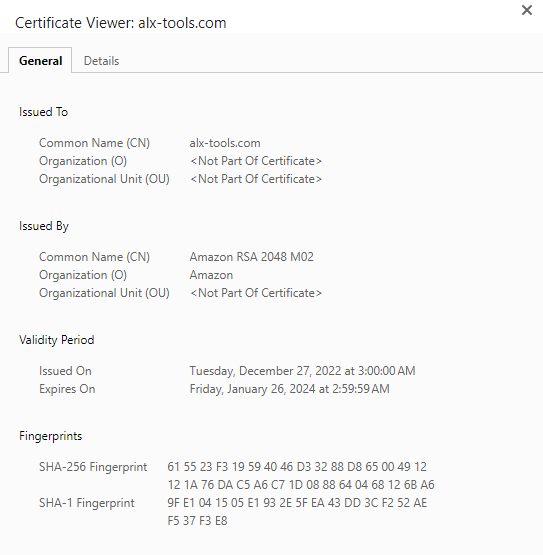 Certificate Viewer: alx-tools.com
General Details
Issued To
Common Name (CN) alx-tools.com
Organization (O) <Not Part Of Certificate>
Organizational Unit (OU) <Not Part Of Certificate>
Issued By
Common Name (CN) Amazon RSA 2048 M02
Organization (O) Amazon
Organizational Unit (OU) <Not Part Of Certificate>
Validity Period
Issued On Tuesday, December 27, 2022 at 3:00:00 AM
Expires On Friday, January 26, 2024 at 2:59:59 AM
Fingerprints
SHA-256 Fingerprint 61 55 23 F3 19 59 40 46 D3 32 88 D8 65 00 49 12
12 1A 76 DA C5 A6 C7 1D 08 88 64 04 68 12 6B A6
SHA-1 Fingerprint 9F E1 04 15 05 E1 93 2E 5F EA 43 DD 3C F2 52 AE
F5 37 F3 E8